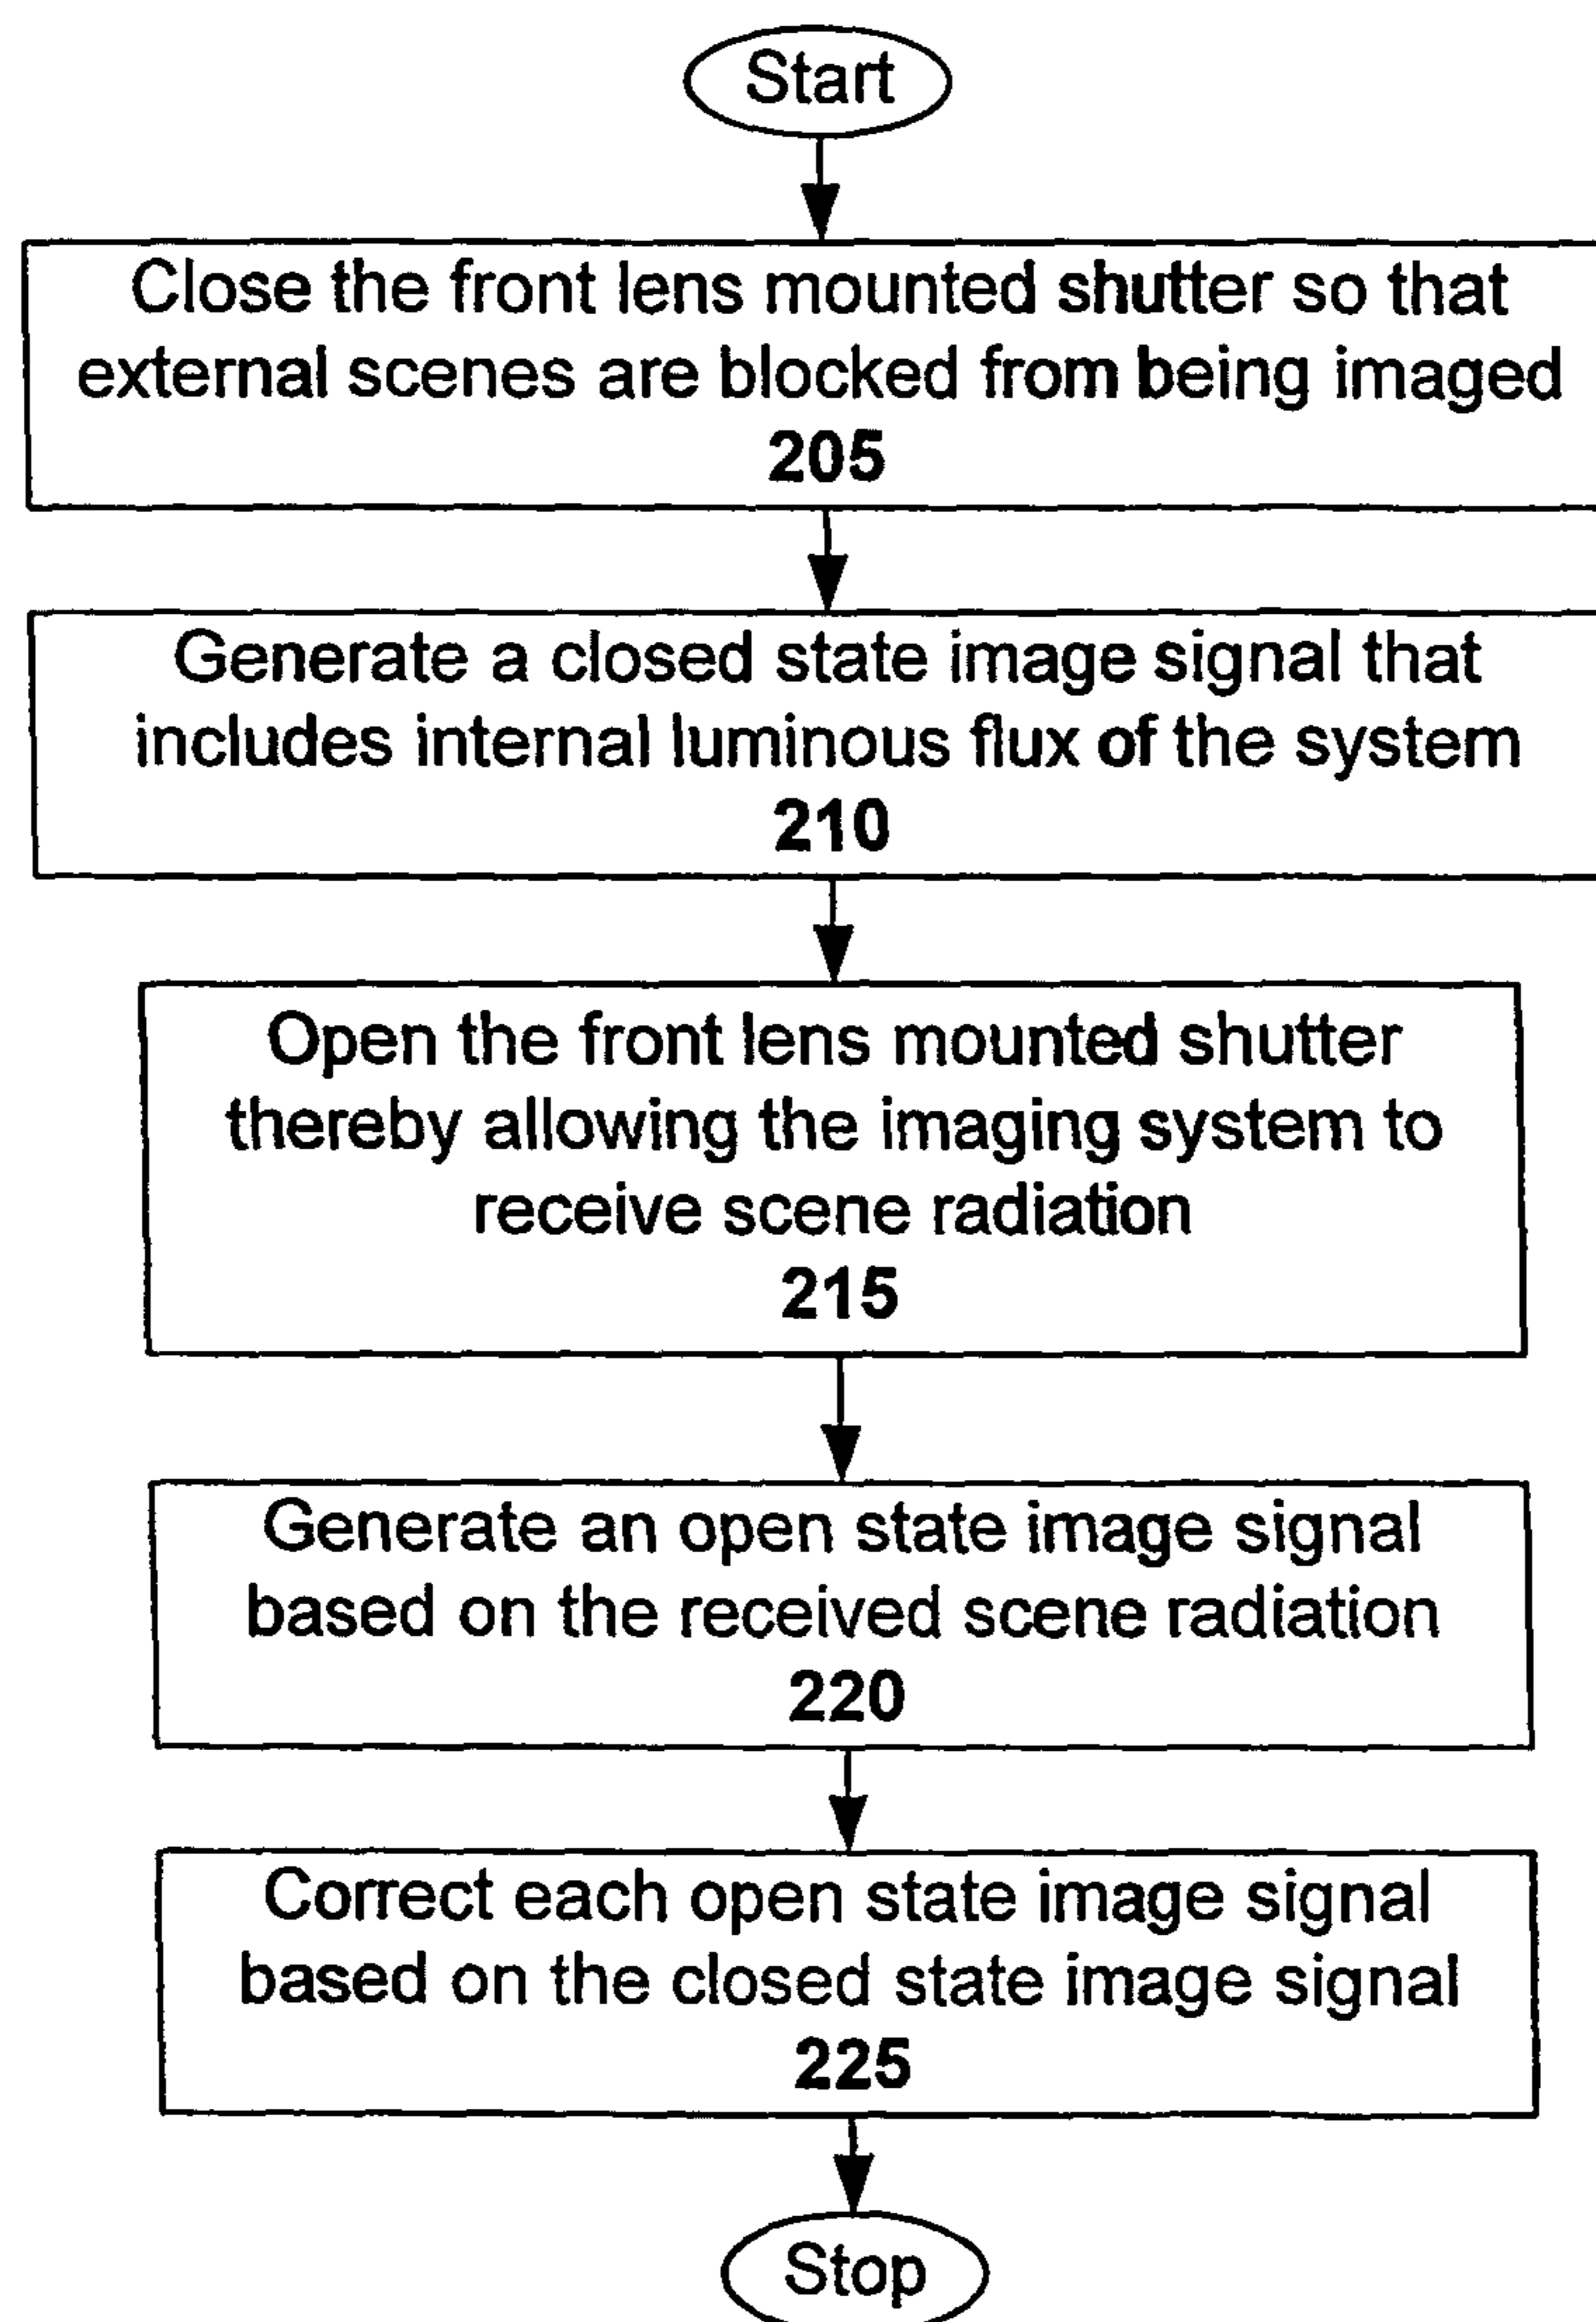 Start
Close the front lens mounted shutter so that
external scenes are blocked from being imaged
205
Generate a closed state image signal that
includes internal luminous flux of the system
210
Open the front lens mounted shutter
thereby allowing the imaging system to
receive scene radiation
215
Generate an open state image signal
based on the received scene radiation
220
Correct each open state image signal
based on the closed state image signal
225
Stop